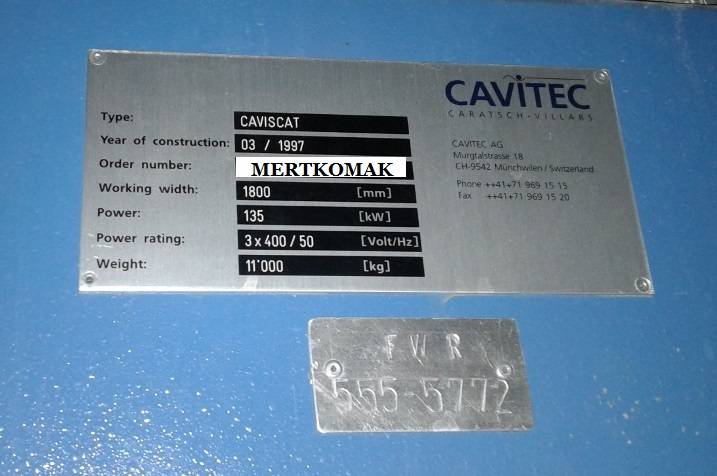 CAVITEC
CARATSCH-VILLARS
Type: CAVISCAT
Year of construction: 03 / 1997
Order number: MERTKOMAK
Working width: 1800 [mm]
Power: 135 [kW]
Power rating: 3 x 400 / 50 [Volt/Hz]
Weight: 11'000 [kg]
CAVITEC AG
Murgtalstrasse 18
CH-9542 Münchwilen / Switzerland
Phone ++41+71 969 15 15
Fax ++41+71 969 15 20
FWR
555-5772